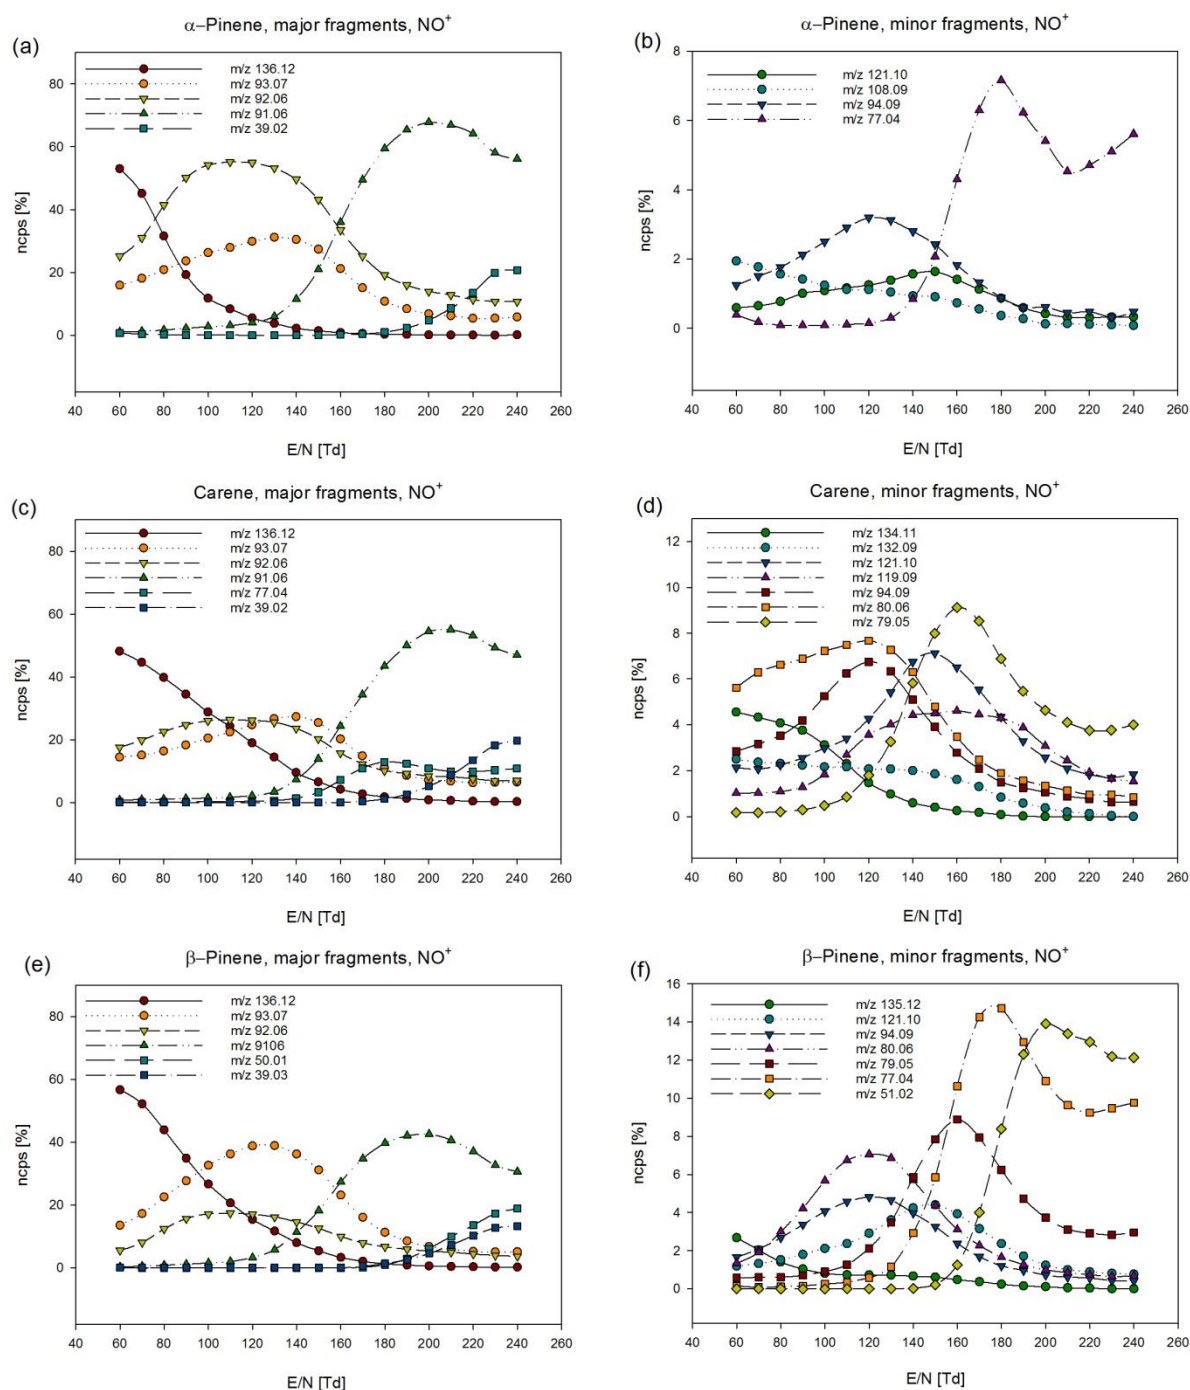 (a)
α–Pinene, major fragments, NO⁺
m/z 136.12
m/z 93.07
m/z 92.06
m/z 91.06
m/z 39.02
ncps [%]
80
60
40
20
0
40 60 80 100 120 140 160 180 200 220 240 260
E/N [Td]
(b)
α–Pinene, minor fragments, NO⁺
m/z 121.10
m/z 108.09
m/z 94.09
m/z 77.04
ncps [%]
8
6
4
2
0
40 60 80 100 120 140 160 180 200 220 240 260
E/N [Td]
(c)
Carene, major fragments, NO⁺
m/z 136.12
m/z 93.07
m/z 92.06
m/z 91.06
m/z 77.04
m/z 39.02
ncps [%]
80
60
40
20
0
40 60 80 100 120 140 160 180 200 220 240 260
E/N [Td]
(d)
Carene, minor fragments, NO⁺
m/z 134.11
m/z 132.09
m/z 121.10
m/z 119.09
m/z 94.09
m/z 80.06
m/z 79.05
ncps [%]
12
10
8
6
4
2
0
40 60 80 100 120 140 160 180 200 220 240 260
E/N [Td]
(e)
β–Pinene, major fragments, NO⁺
m/z 136.12
m/z 93.07
m/z 92.06
m/z 9106
m/z 50.01
m/z 39.03
ncps [%]
80
60
40
20
0
40 60 80 100 120 140 160 180 200 220 240 260
E/N [Td]
(f)
β–Pinene, minor fragments, NO⁺
m/z 135.12
m/z 121.10
m/z 94.09
m/z 80.06
m/z 79.05
m/z 77.04
m/z 51.02
ncps [%]
16
14
12
10
8
6
4
2
0
40 60 80 100 120 140 160 180 200 220 240 260
E/N [Td]